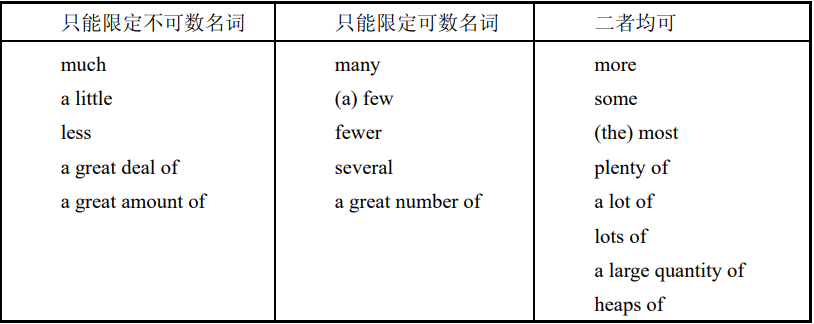 只能限定不可数名词 只能限定可数名词 二者均可
much many more
a little (a) few some
less fewer (the) most
a great deal of several plenty of
a great amount of a great number of a lot of
lots of
a large quantity of
heaps of